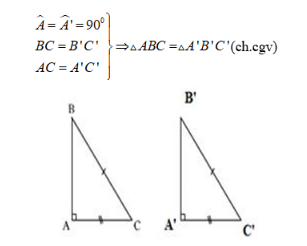 Â = Â' = 90⁰
BC = B'C'
AC = A'C'
⇒ △ABC = △A'B'C' (ch.cgv)
B B'
A C A' C'